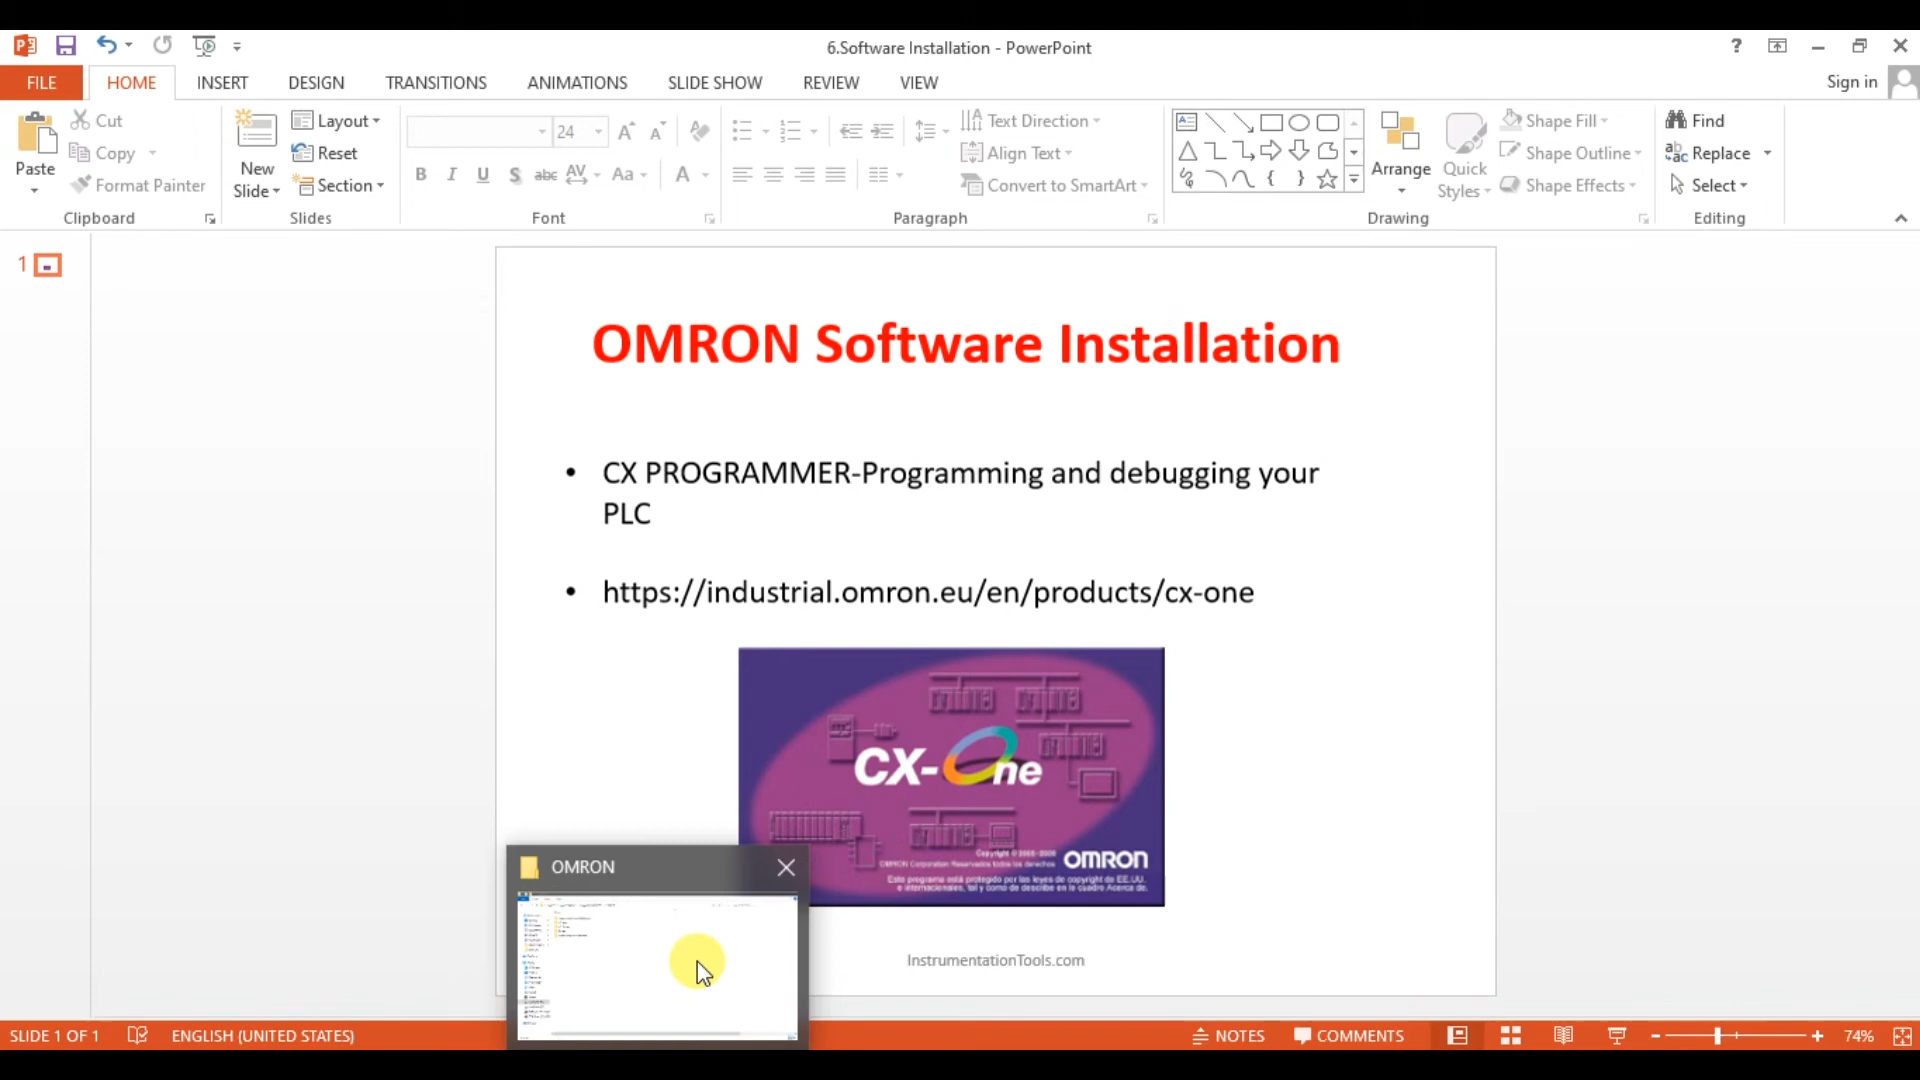 6.Software Installation - PowerPoint
?
FILE HOME INSERT DESIGN TRANSITIONS ANIMATIONS SLIDE SHOW REVIEW VIEW Sign in
Paste
Cut
Copy
Format Painter
Clipboard
New
Slide
Layout
Reset
Section
Slides
24
B I U S abc AV Aa A
Font
Text Direction
Align Text
Convert to SmartArt
Paragraph
Arrange
Quick
Styles
Shape Fill
Shape Outline
Shape Effects
Drawing
Find
Replace
Select
Editing
1
OMRON Software Installation
• CX PROGRAMMER-Programming and debugging your
PLC
• https://industrial.omron.eu/en/products/cx-one
CX-One
OMRON
InstrumentationTools.com
OMRON
SLIDE 1 OF 1 ENGLISH (UNITED STATES) NOTES COMMENTS 74%